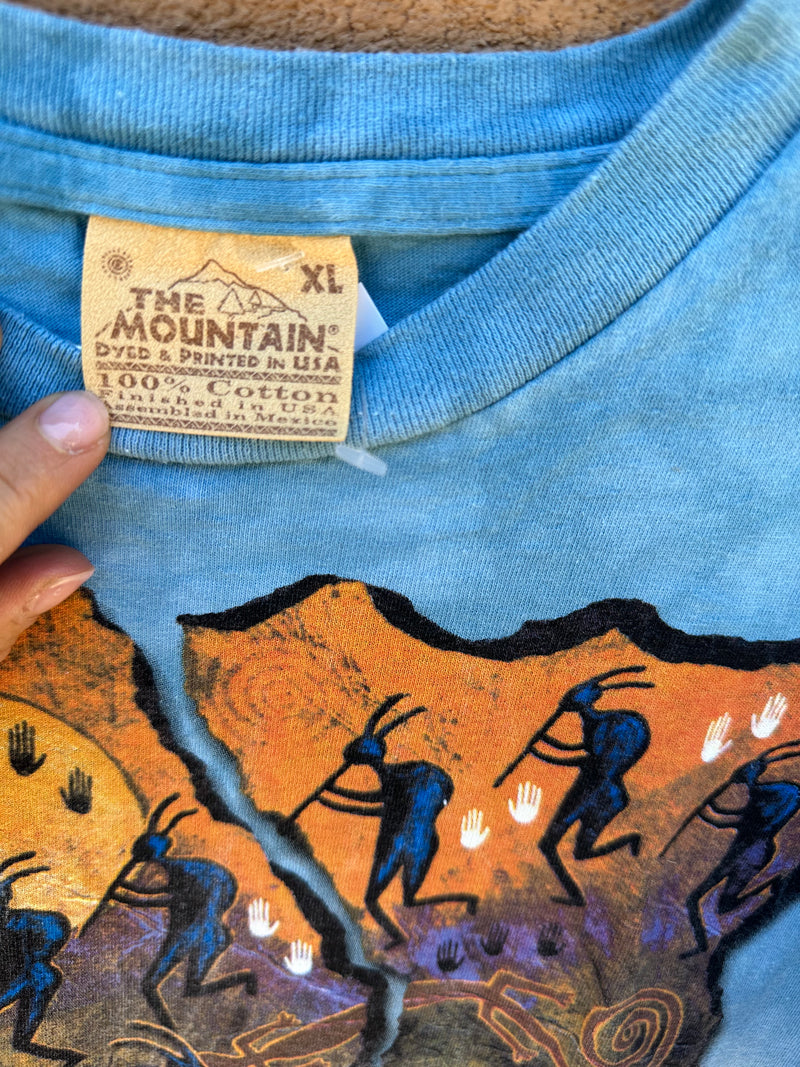 XL
THE
MOUNTAIN®
DYED & PRINTED IN USA
100% Cotton
Finished in USA
Assembled in Mexico